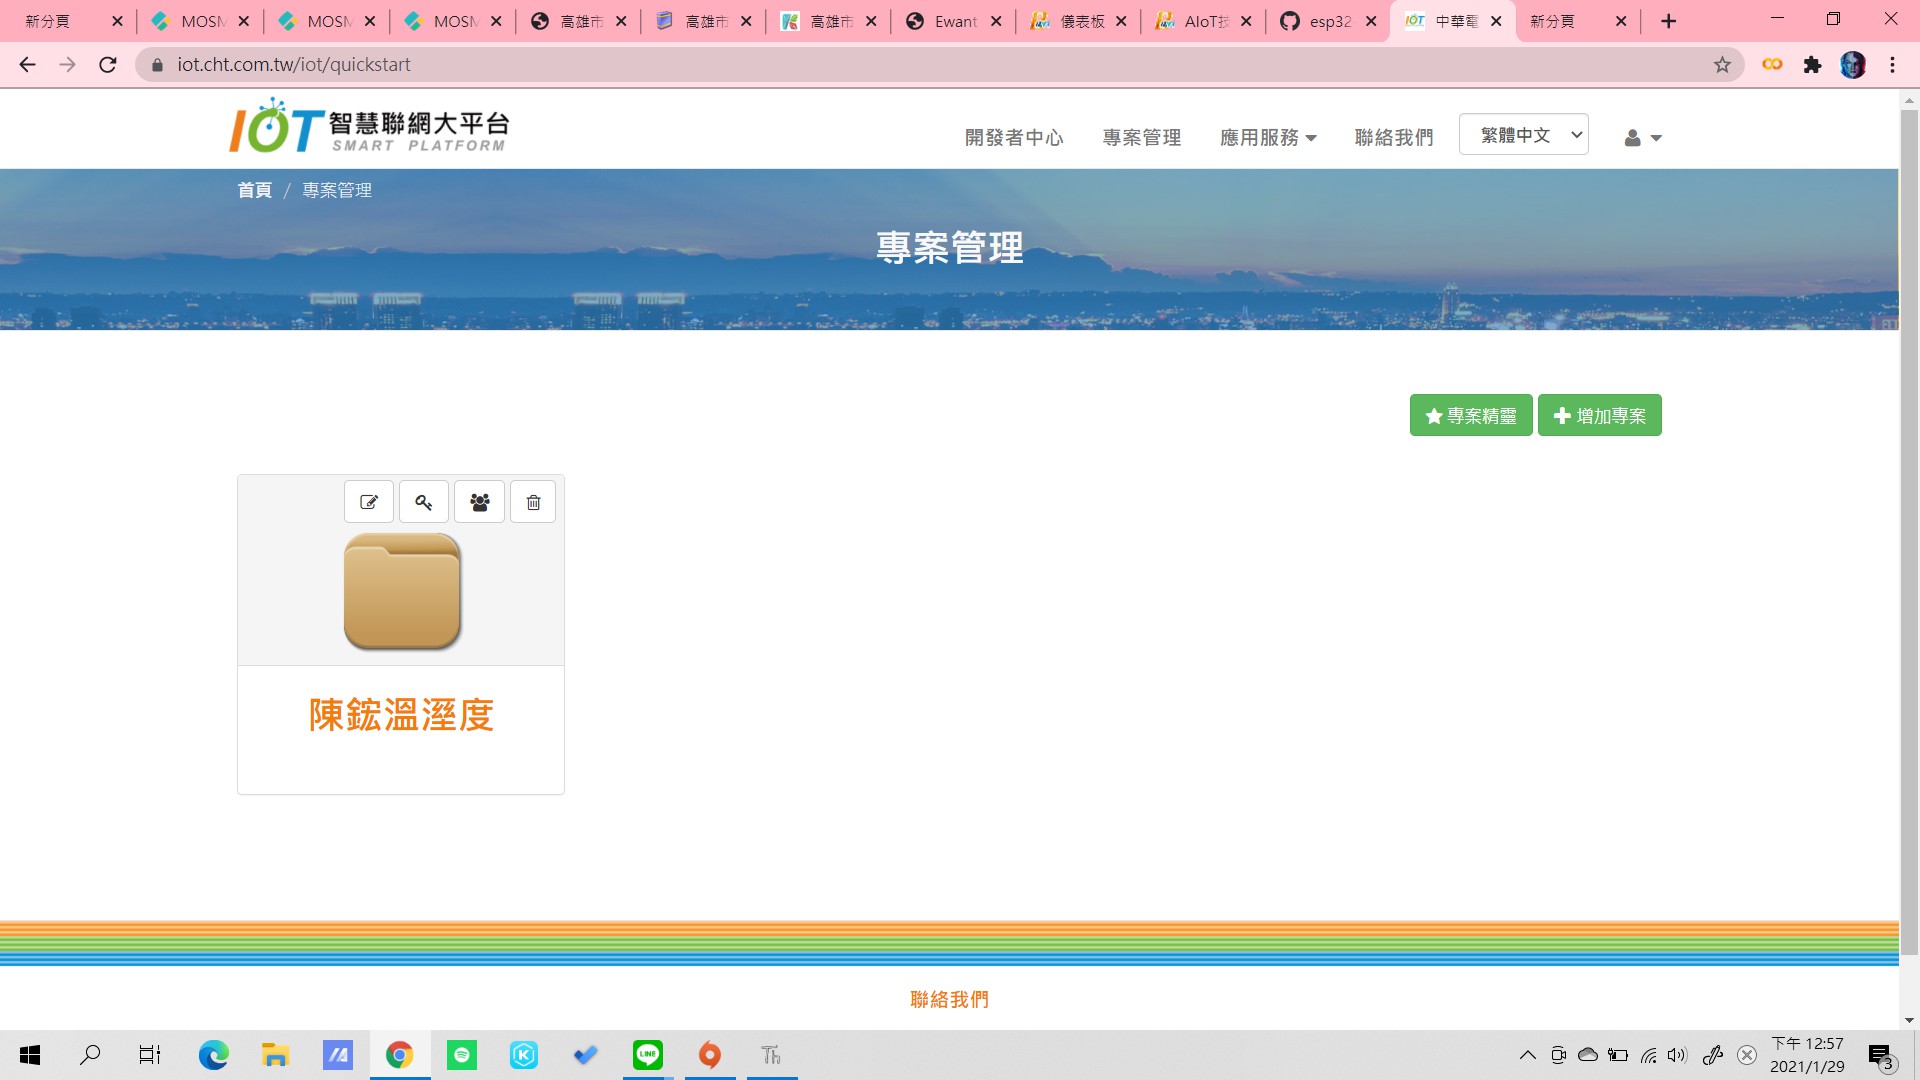 新分頁
MOSM
MOSM
MOSM
高雄市
高雄市
高雄市
Ewant
儀表板
AIoT技
esp32
中華電
新分頁
iot.cht.com.tw/iot/quickstart
IOT 智慧聯網大平台
SMART PLATFORM
開發者中心
專案管理
應用服務
聯絡我們
繁體中文
首頁 / 專案管理
專案管理
專案精靈
增加專案
陳鋐溫溼度
聯絡我們
LINE
Th
下午 12:57
2021/1/29
3